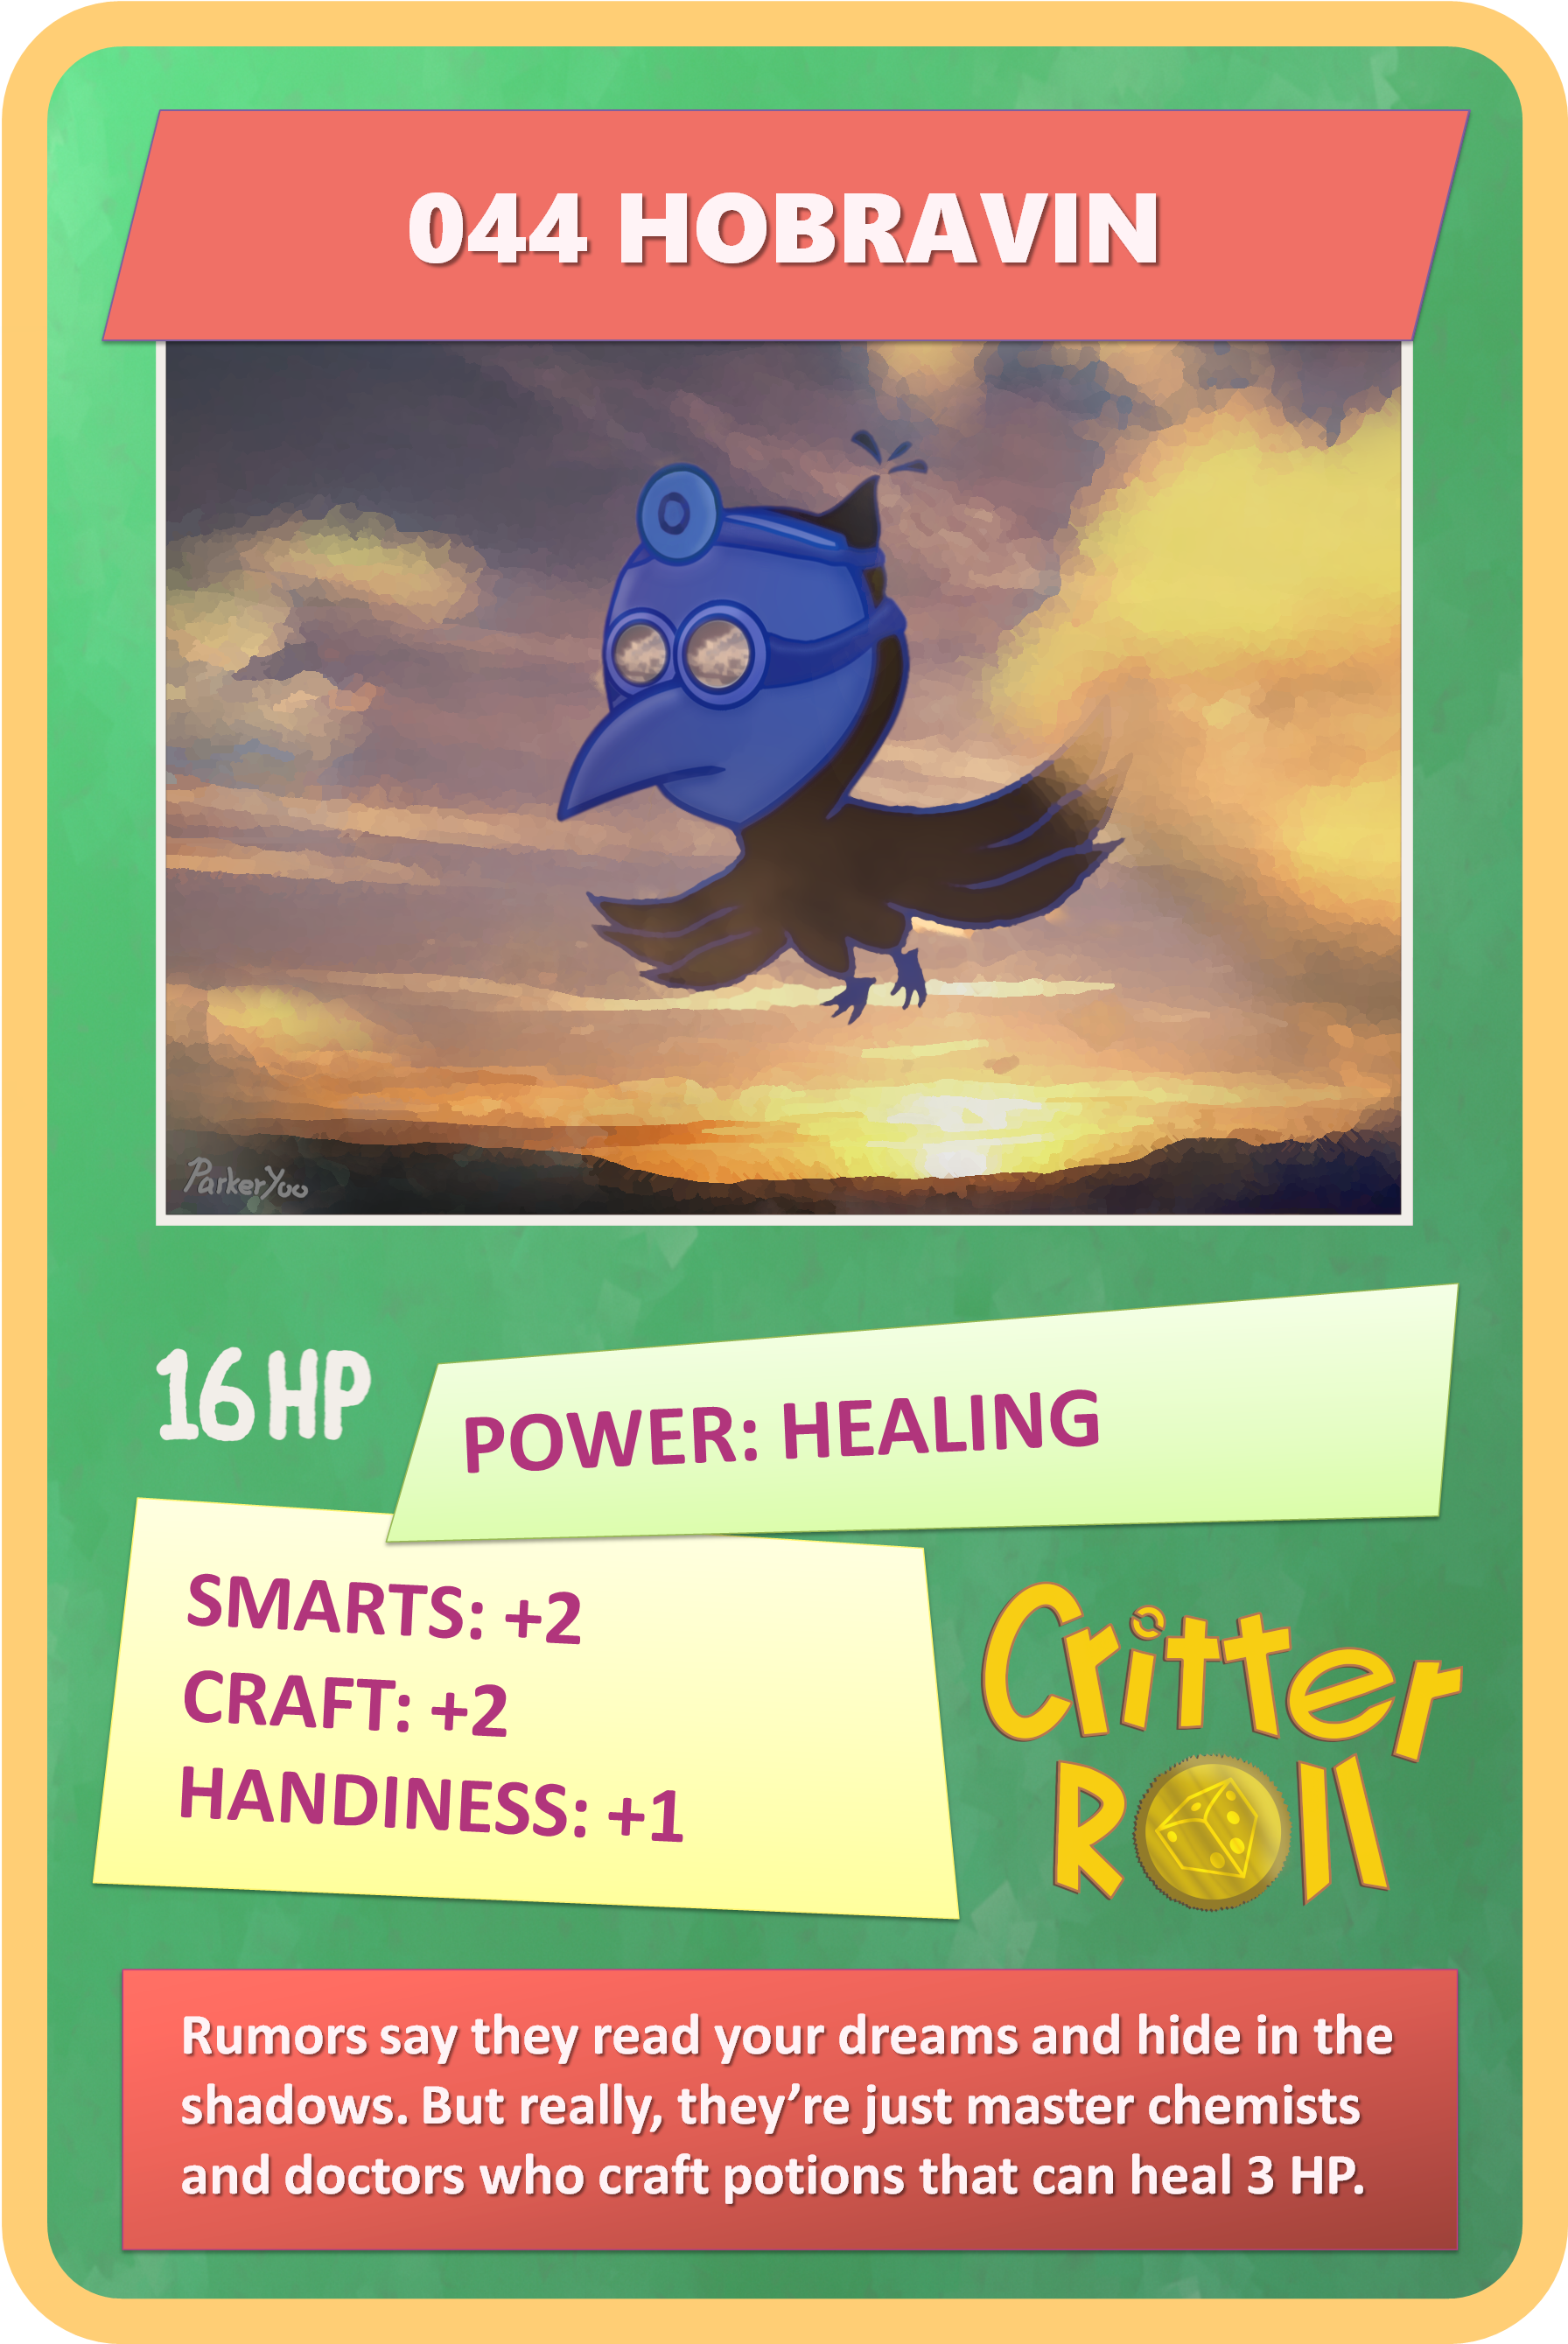 044 HOBRAVIN
ParkerYoo
16 HP
POWER: HEALING
SMARTS: +2
CRAFT: +2
HANDINESS: +1
Critter
Roll
Rumors say they read your dreams and hide in the
shadows. But really, they’re just master chemists
and doctors who craft potions that can heal 3 HP.